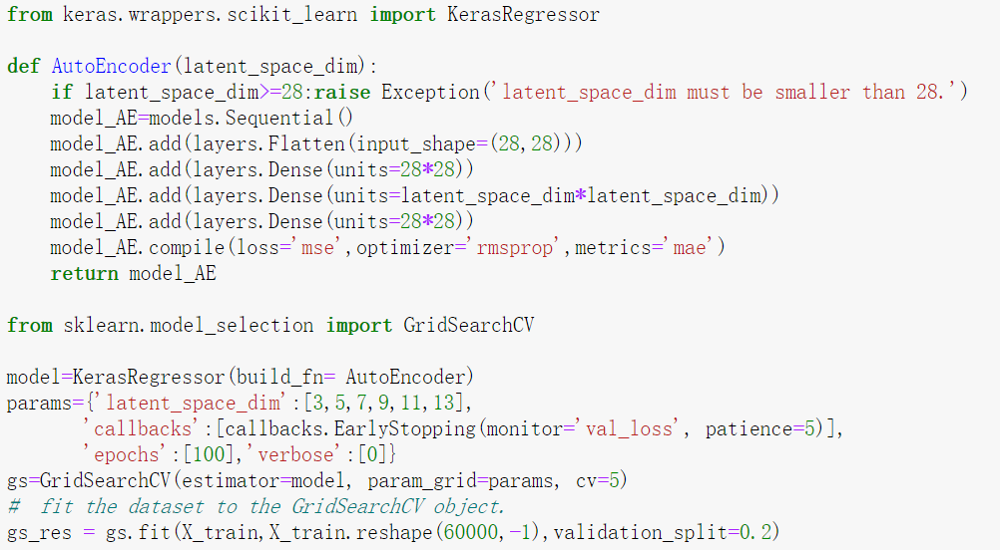 from keras.wrappers.scikit_learn import KerasRegressor
def AutoEncoder(latent_space_dim):
    if latent_space_dim>=28:raise Exception('latent_space_dim must be smaller than 28.')
    model_AE=models.Sequential()
    model_AE.add(layers.Flatten(input_shape=(28,28)))
    model_AE.add(layers.Dense(units=28*28))
    model_AE.add(layers.Dense(units=latent_space_dim*latent_space_dim))
    model_AE.add(layers.Dense(units=28*28))
    model_AE.compile(loss='mse',optimizer='rmsprop',metrics='mae')
    return model_AE
from sklearn.model_selection import GridSearchCV
model=KerasRegressor(build_fn= AutoEncoder)
params={'latent_space_dim':[3,5,7,9,11,13],
       'callbacks':[callbacks.EarlyStopping(monitor='val_loss', patience=5)],
       'epochs':[100],'verbose':[0]}
gs=GridSearchCV(estimator=model, param_grid=params, cv=5)
#  fit the dataset to the GridSearchCV object.
gs_res = gs.fit(X_train,X_train.reshape(60000,-1),validation_split=0.2)